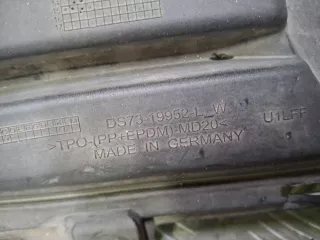 DS73-19952-L_W
>TPO-(PP+EPDM)-MD20<
MADE IN GERMANY
U1LFF